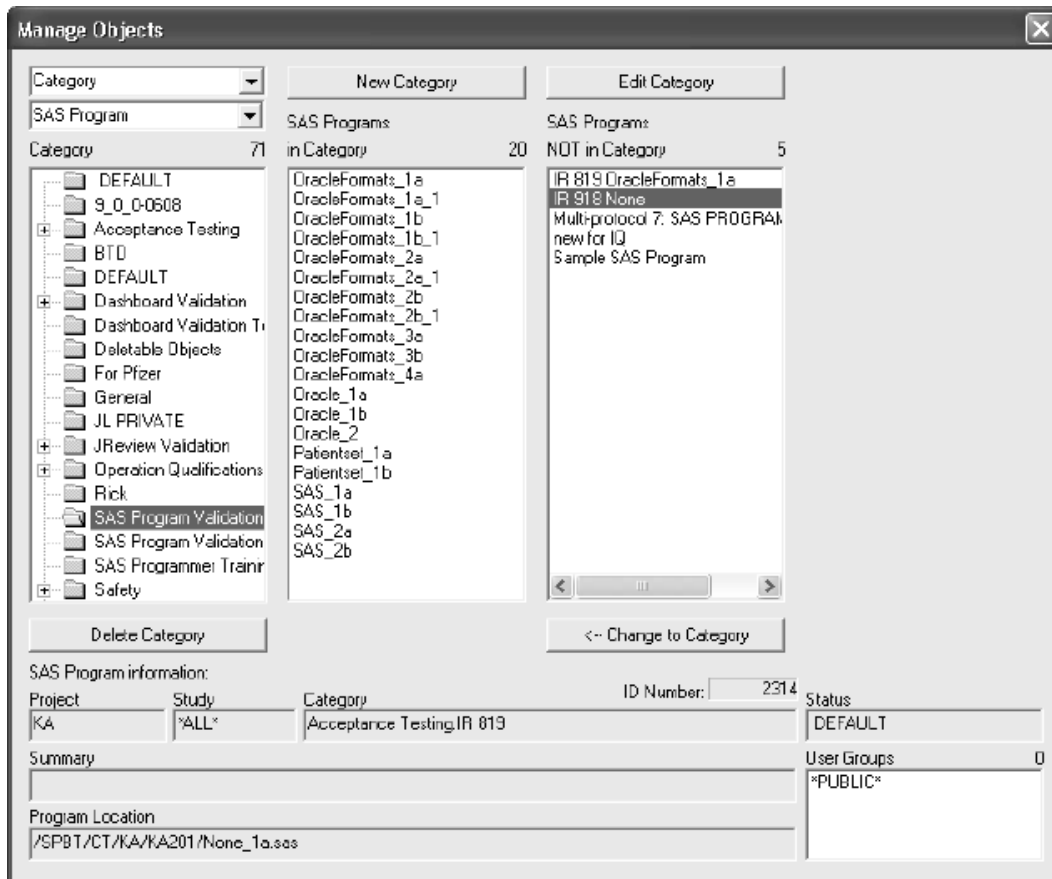 Manage Objects
Category
New Category
Edit Category
SAS Program
SAS Programs
SAS Programs
Category 71
in Category 20
NOT in Category 5
DEFAULT
9_0_0-0608
Acceptance Testing
BTD
DEFAULT
Dashboard Validation
Dashboard Validation T
Deletable Objects
For Pfizer
General
JL PRIVATE
JReview Validation
Operation Qualifications
Rick
SAS Program Validation
SAS Program Validation
SAS Programmer Trainir
Safety
OracleFormats_1a
OracleFormats_1a_1
OracleFormats_1b
OracleFormats_1b_1
OracleFormats_2a
OracleFormats_2a_1
OracleFormats_2b
OracleFormats_2b_1
OracleFormats_3a
OracleFormats_3b
OracleFormats_4a
Oracle_1a
Oracle_1b
Oracle_2
Patientset_1a
Patientset_1b
SAS_1a
SAS_1b
SAS_2a
SAS_2b
IR 819 OracleFormats_1a
IR 918 None
Multi-protocol 7: SAS PROGRAM
new for IQ
Sample SAS Program
Delete Category
<-- Change to Category
SAS Program information:
ID Number: 2314
Project
Study
Category
Status
KA
*ALL*
Acceptance Testing.IR 819
DEFAULT
Summary
User Groups 0
*PUBLIC*
Program Location
/SPBT/CT/KA/KA201/None_1a.sas